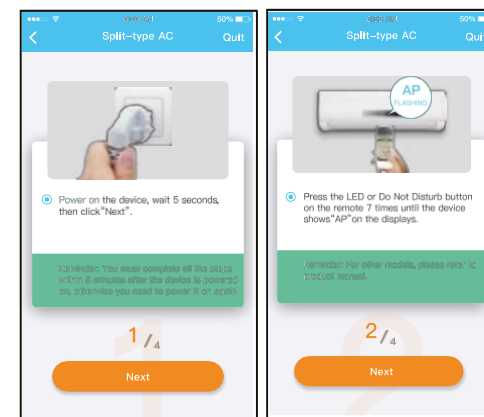 50%
Split-type AC
Quit
Power on the device, wait 5 seconds,
then click"Next".
Reminder: You must complete all the steps
within 8 minutes after the device is powered
on, otherwise you need to power it on again.
1/4
Next
50%
Split-type AC
Quit
AP
FLASHING
Press the LED or Do Not Disturb button
on the remote 7 times until the device
shows"AP"on the displays.
Reminder: For other models, please refer to
product manual.
2/4
Next